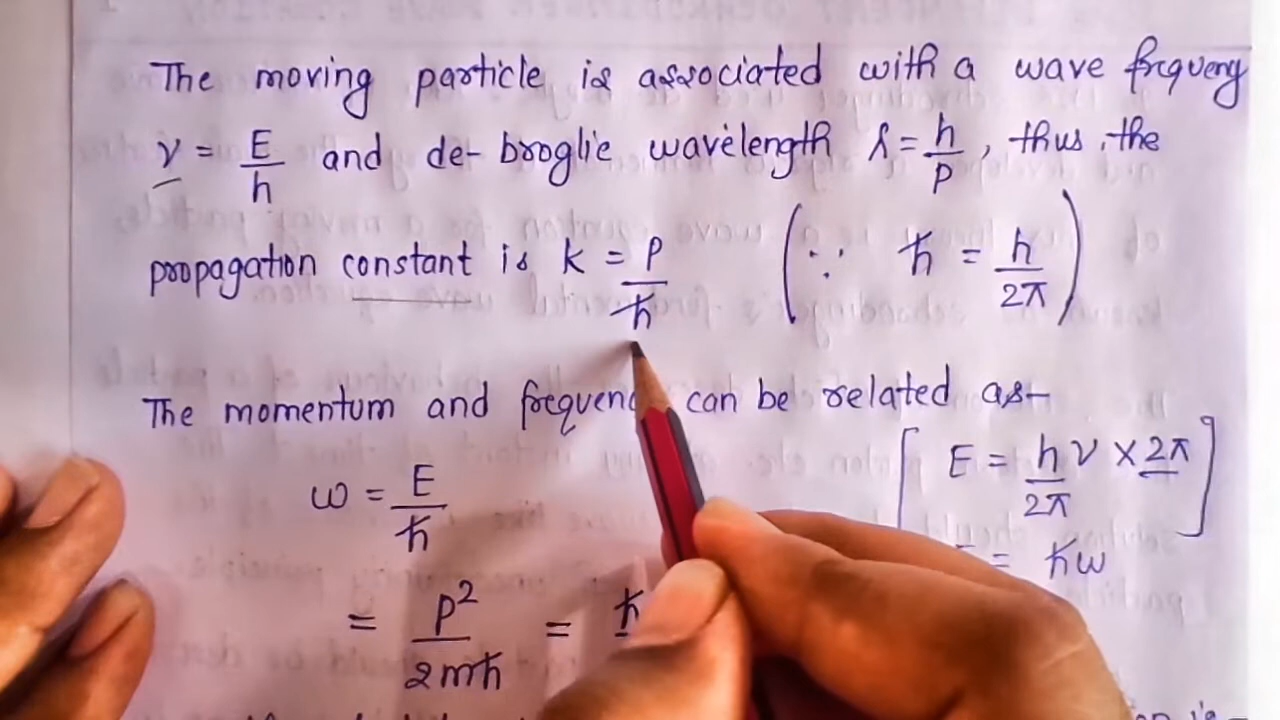 The moving particle is associated with a wave frequency
ν = E/h and de-broglie wavelength λ = h/p, thus, the
propagation constant is k = p/ħ (∵ ħ = h/2π)
The momentum and frequency can be related as-
ω = E/ħ [E = h/2π ν × 2π]
= ħω
= p²/2mħ = ħ